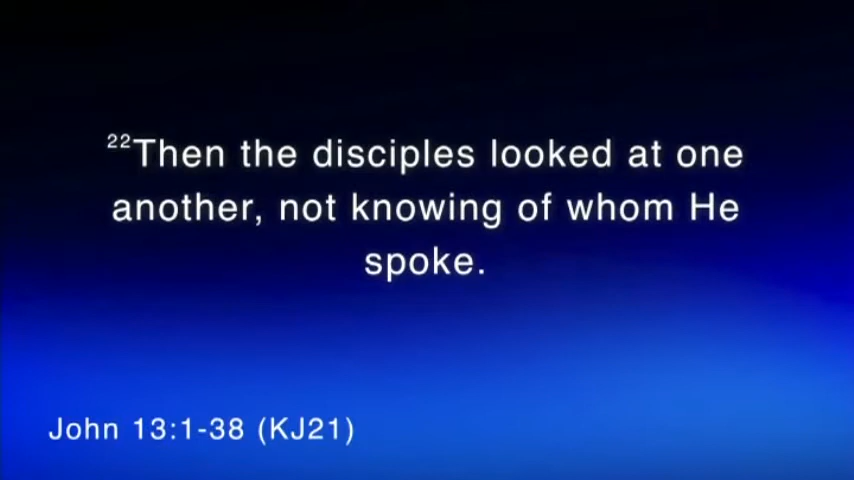 22Then the disciples looked at one
another, not knowing of whom He
spoke.
John 13:1-38 (KJ21)